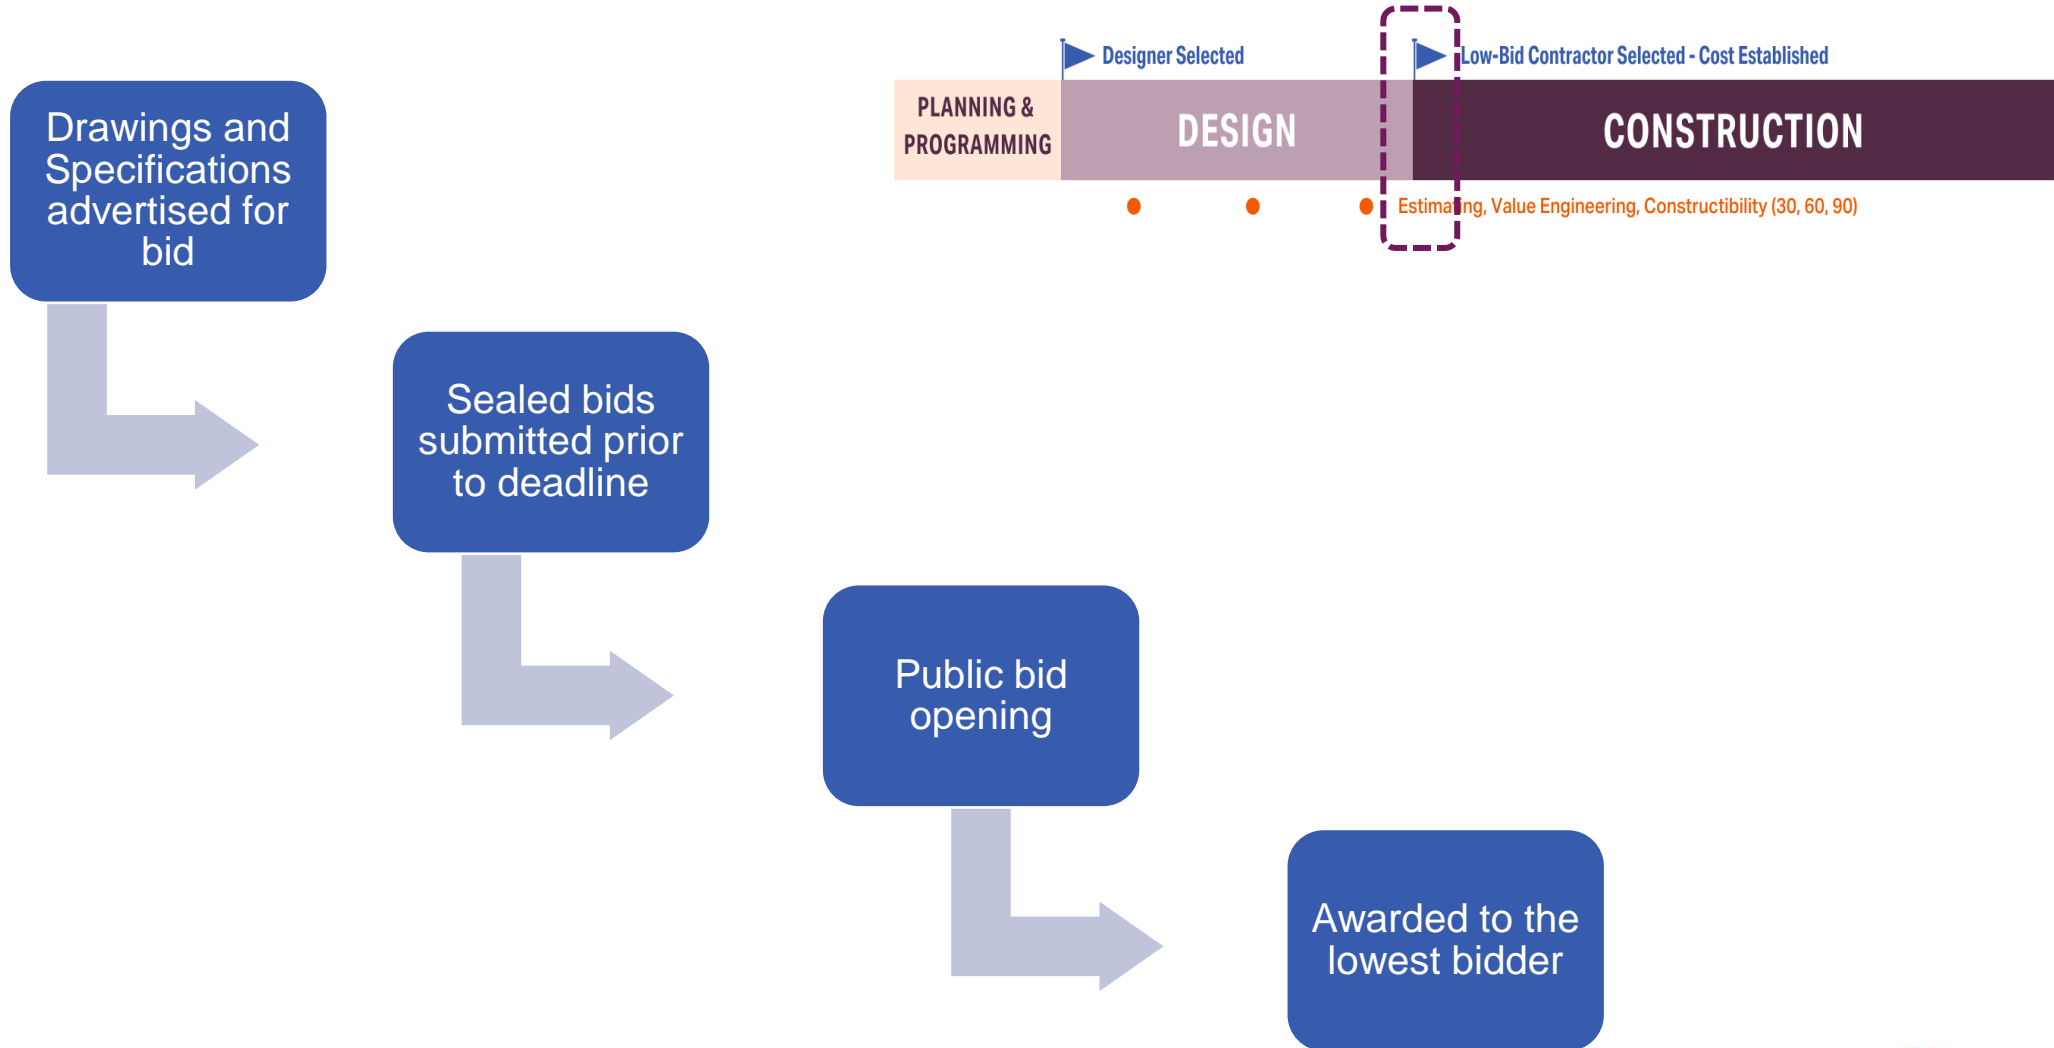 Designer Selected
Low-Bid Contractor Selected - Cost Established
PLANNING &
PROGRAMMING
DESIGN
CONSTRUCTION
Estimating, Value Engineering, Constructibility (30, 60, 90)
Drawings and
Specifications
advertised for
bid
Sealed bids
submitted prior
to deadline
Public bid
opening
Awarded to the
lowest bidder